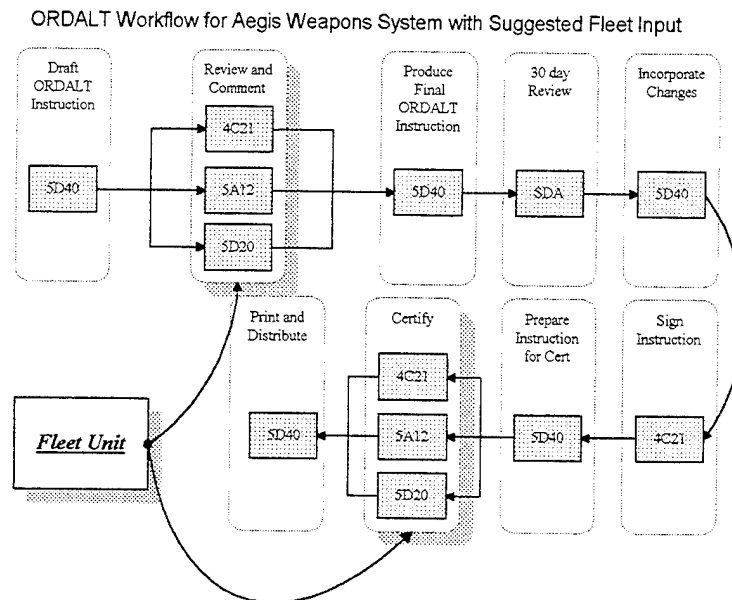 ORDALT Workflow for Aegis Weapons System with Suggested Fleet Input
Draft
ORDALT
Instruction
5D40
Review and
Comment
4C21
5A12
5D20
Produce
Final
ORDALT
Instruction
5D40
30 day
Review
SDA
Incorporate
Changes
5D40
Sign
Instruction
4C21
Prepare
Instruction
for Cert
5D40
Certify
4C21
5A12
5D20
Print and
Distribute
5D40
Fleet Unit